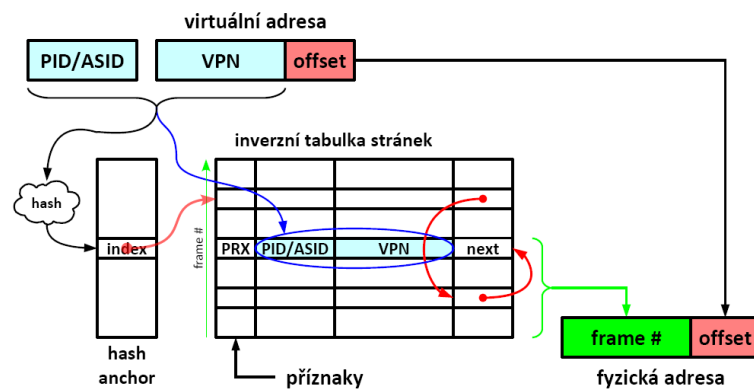 virtuální adresa
PID/ASID VPN offset
inverzní tabulka stránek
hash
frame #
index PRX PID/ASID VPN next
frame # offset
hash
anchor
příznaky
fyzická adresa